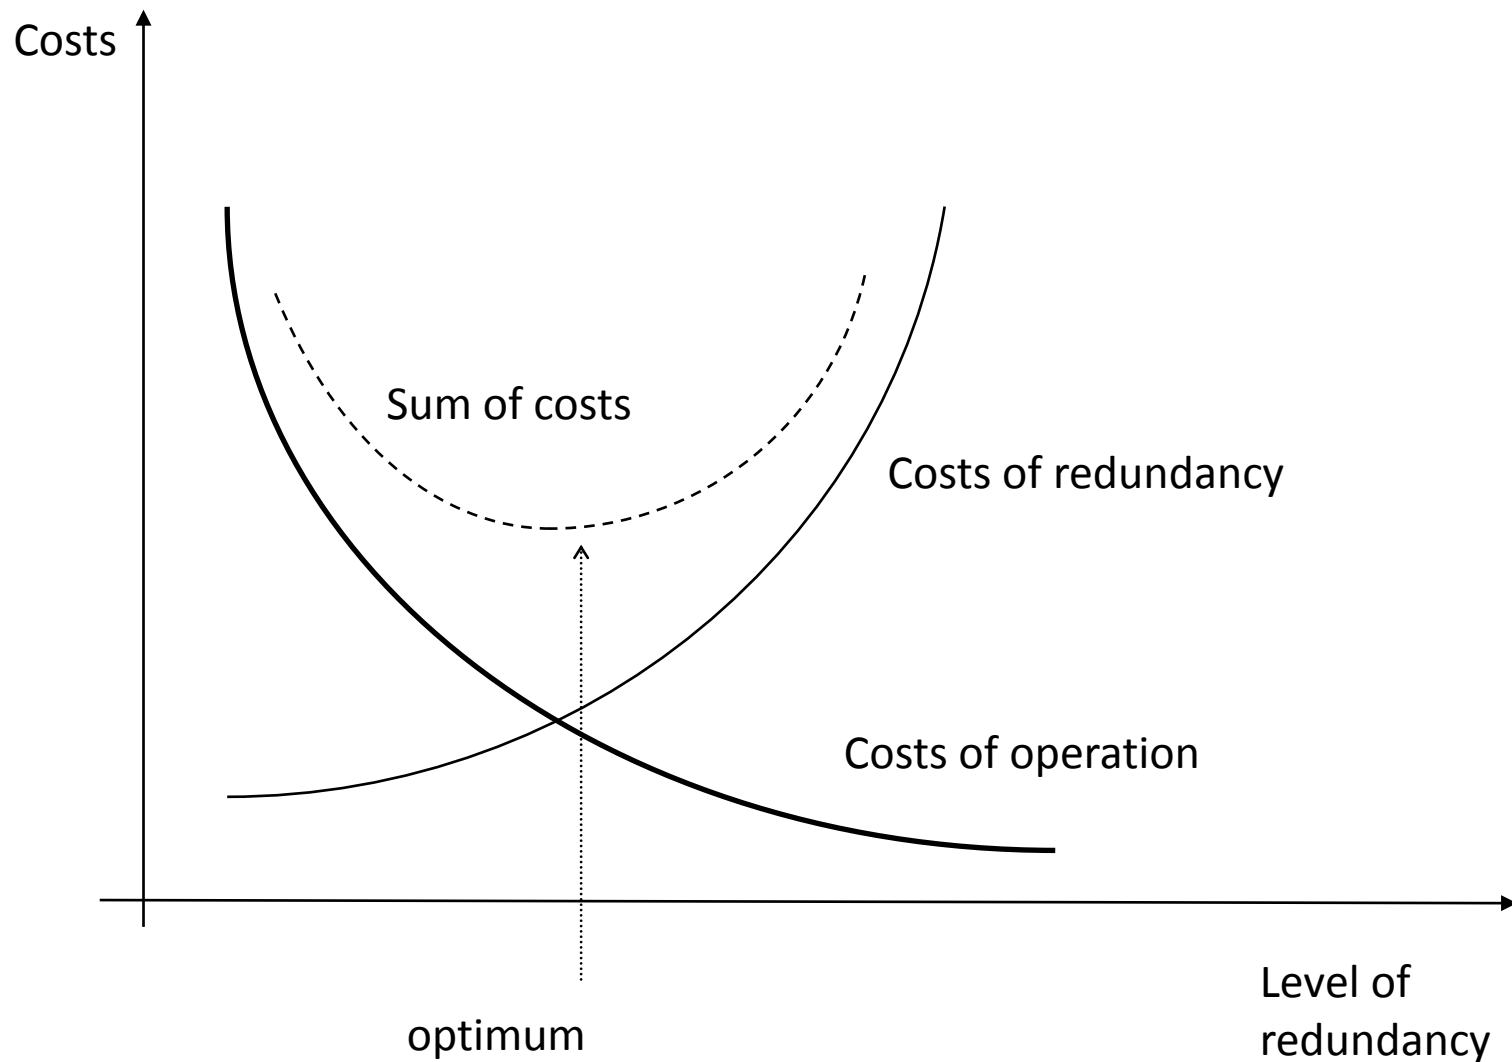 Costs
Sum of costs
Costs of redundancy
Costs of operation
Level of
redundancy
optimum